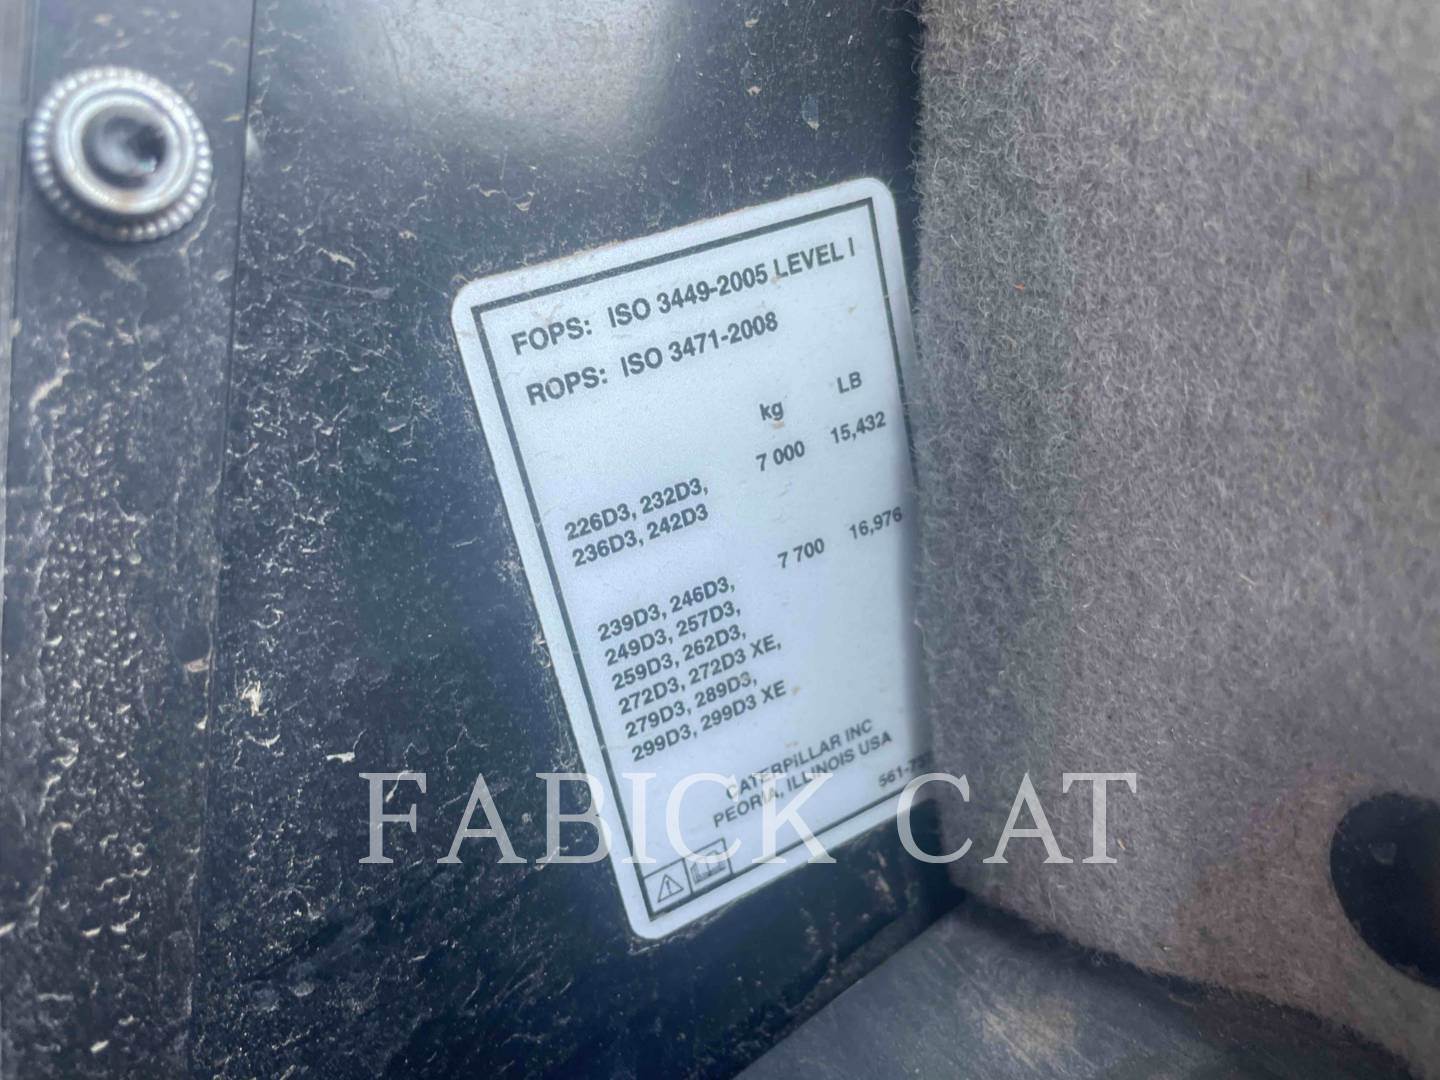 FOPS: ISO 3449-2005 LEVEL I
ROPS: ISO 3471-2008
kg LB
7 000 15,432
226D3, 232D3,
236D3, 242D3
7 700 16,976
239D3, 246D3,
249D3, 257D3,
259D3, 262D3,
272D3, 272D3 XE,
279D3, 289D3,
299D3, 299D3 XE
CATERPILLAR INC
PEORIA, ILLINOIS USA
FABICK CAT